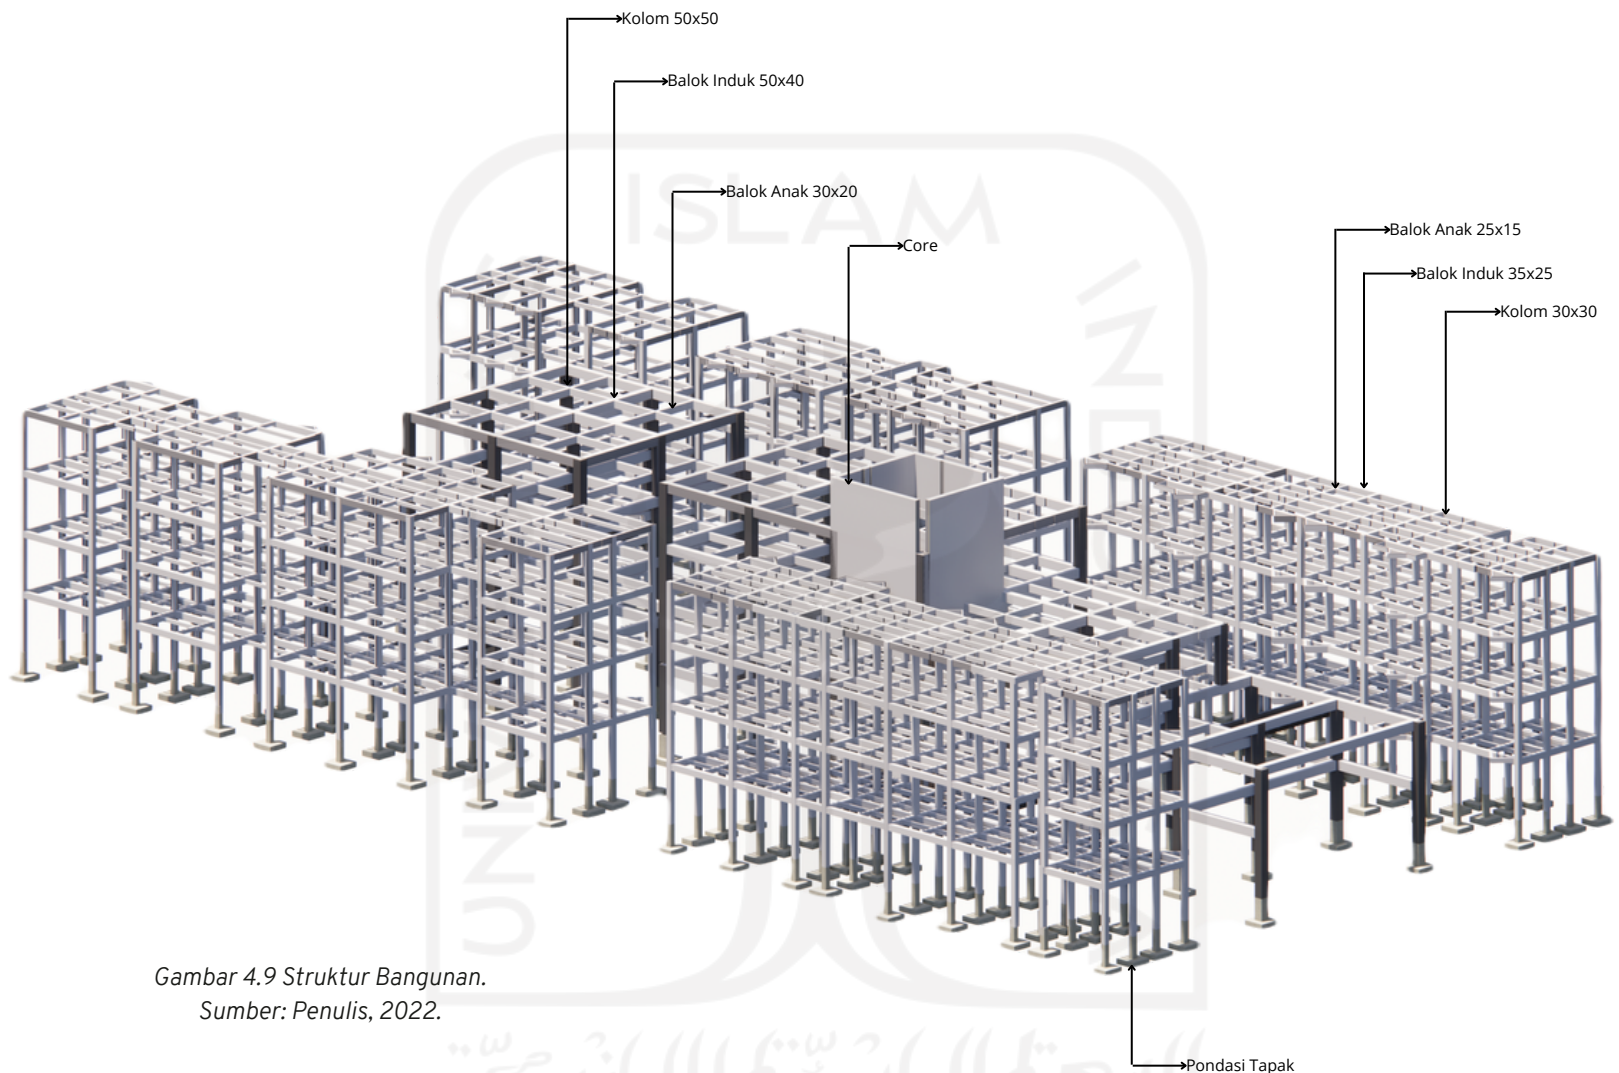 Kolom 50x50
Balok Induk 50x40
Balok Anak 30x20
ISLAM
Core
Balok Anak 25x15
Balok Induk 35x25
Kolom 30x30
Gambar 4.9 Struktur Bangunan.
Sumber: Penulis, 2022.
Pondasi Tapak